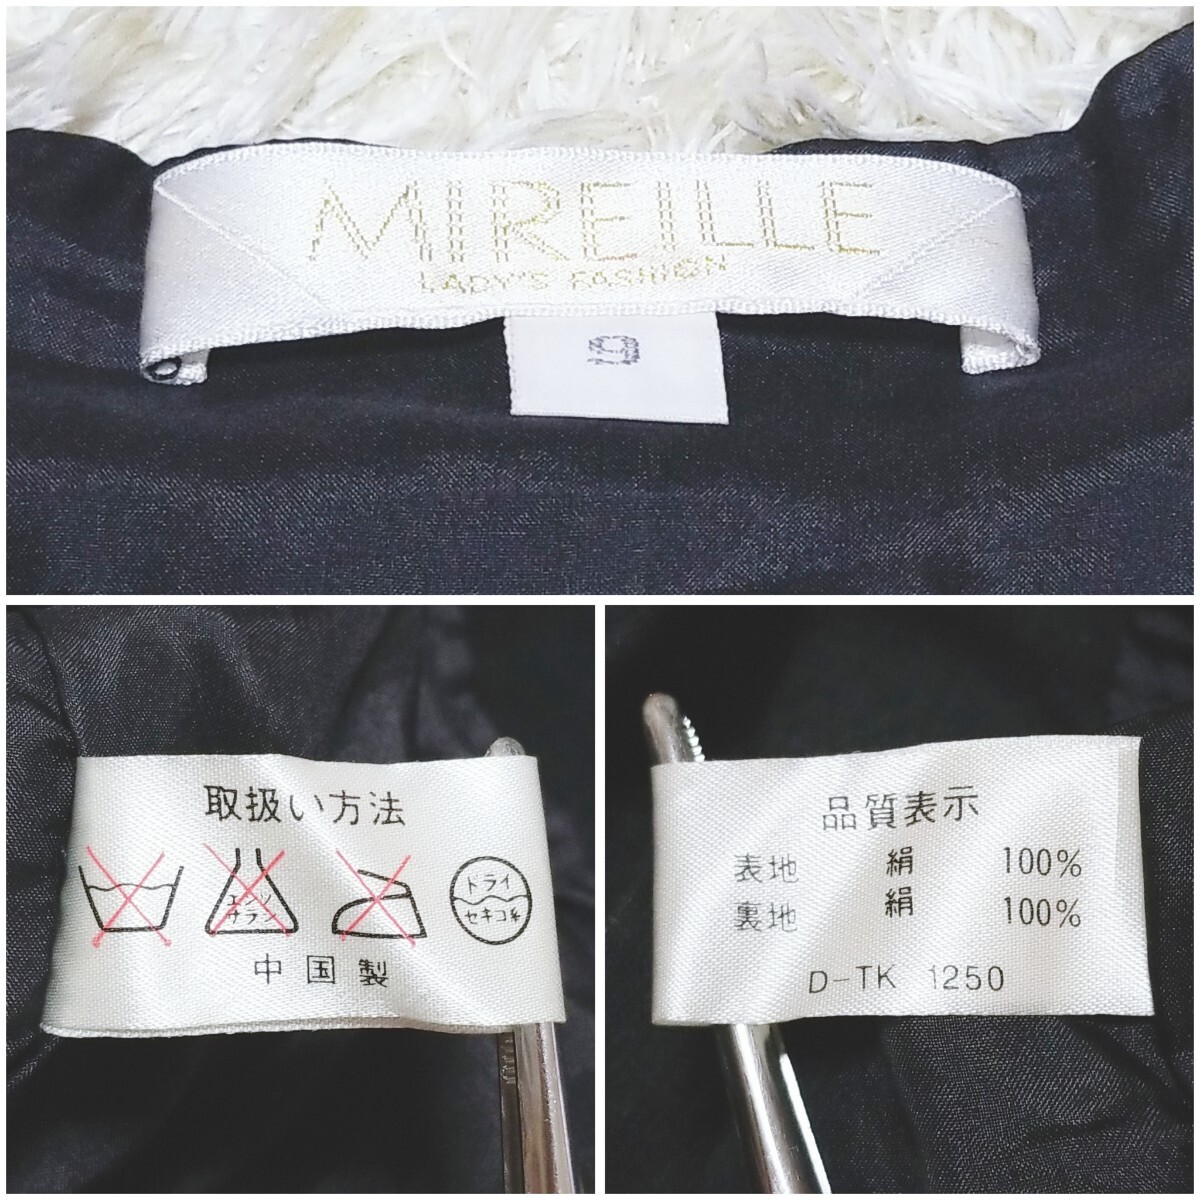 MIREILLE
LADY'S FASHION
9
取扱い方法
エンソ
サラシ
ドライ
セキユ系
中国製
品質表示
表地 絹 100%
裏地 絹 100%
D-TK 1250